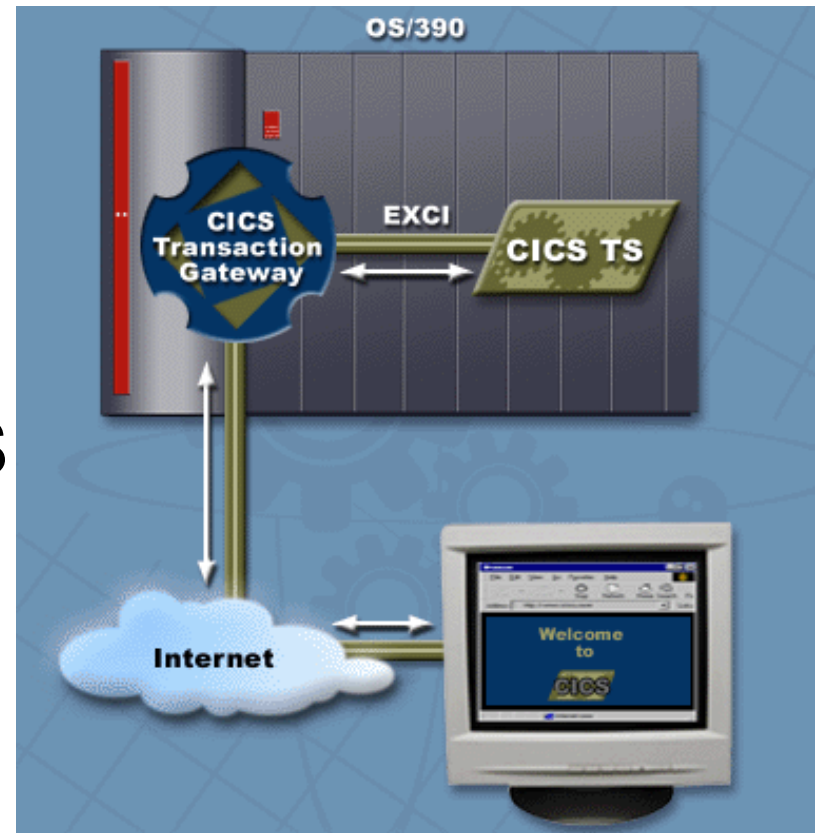 OS/390
CICS
Transaction
Gateway
EXCI
CICS TS
S
Internet
Welcome
to
CICS